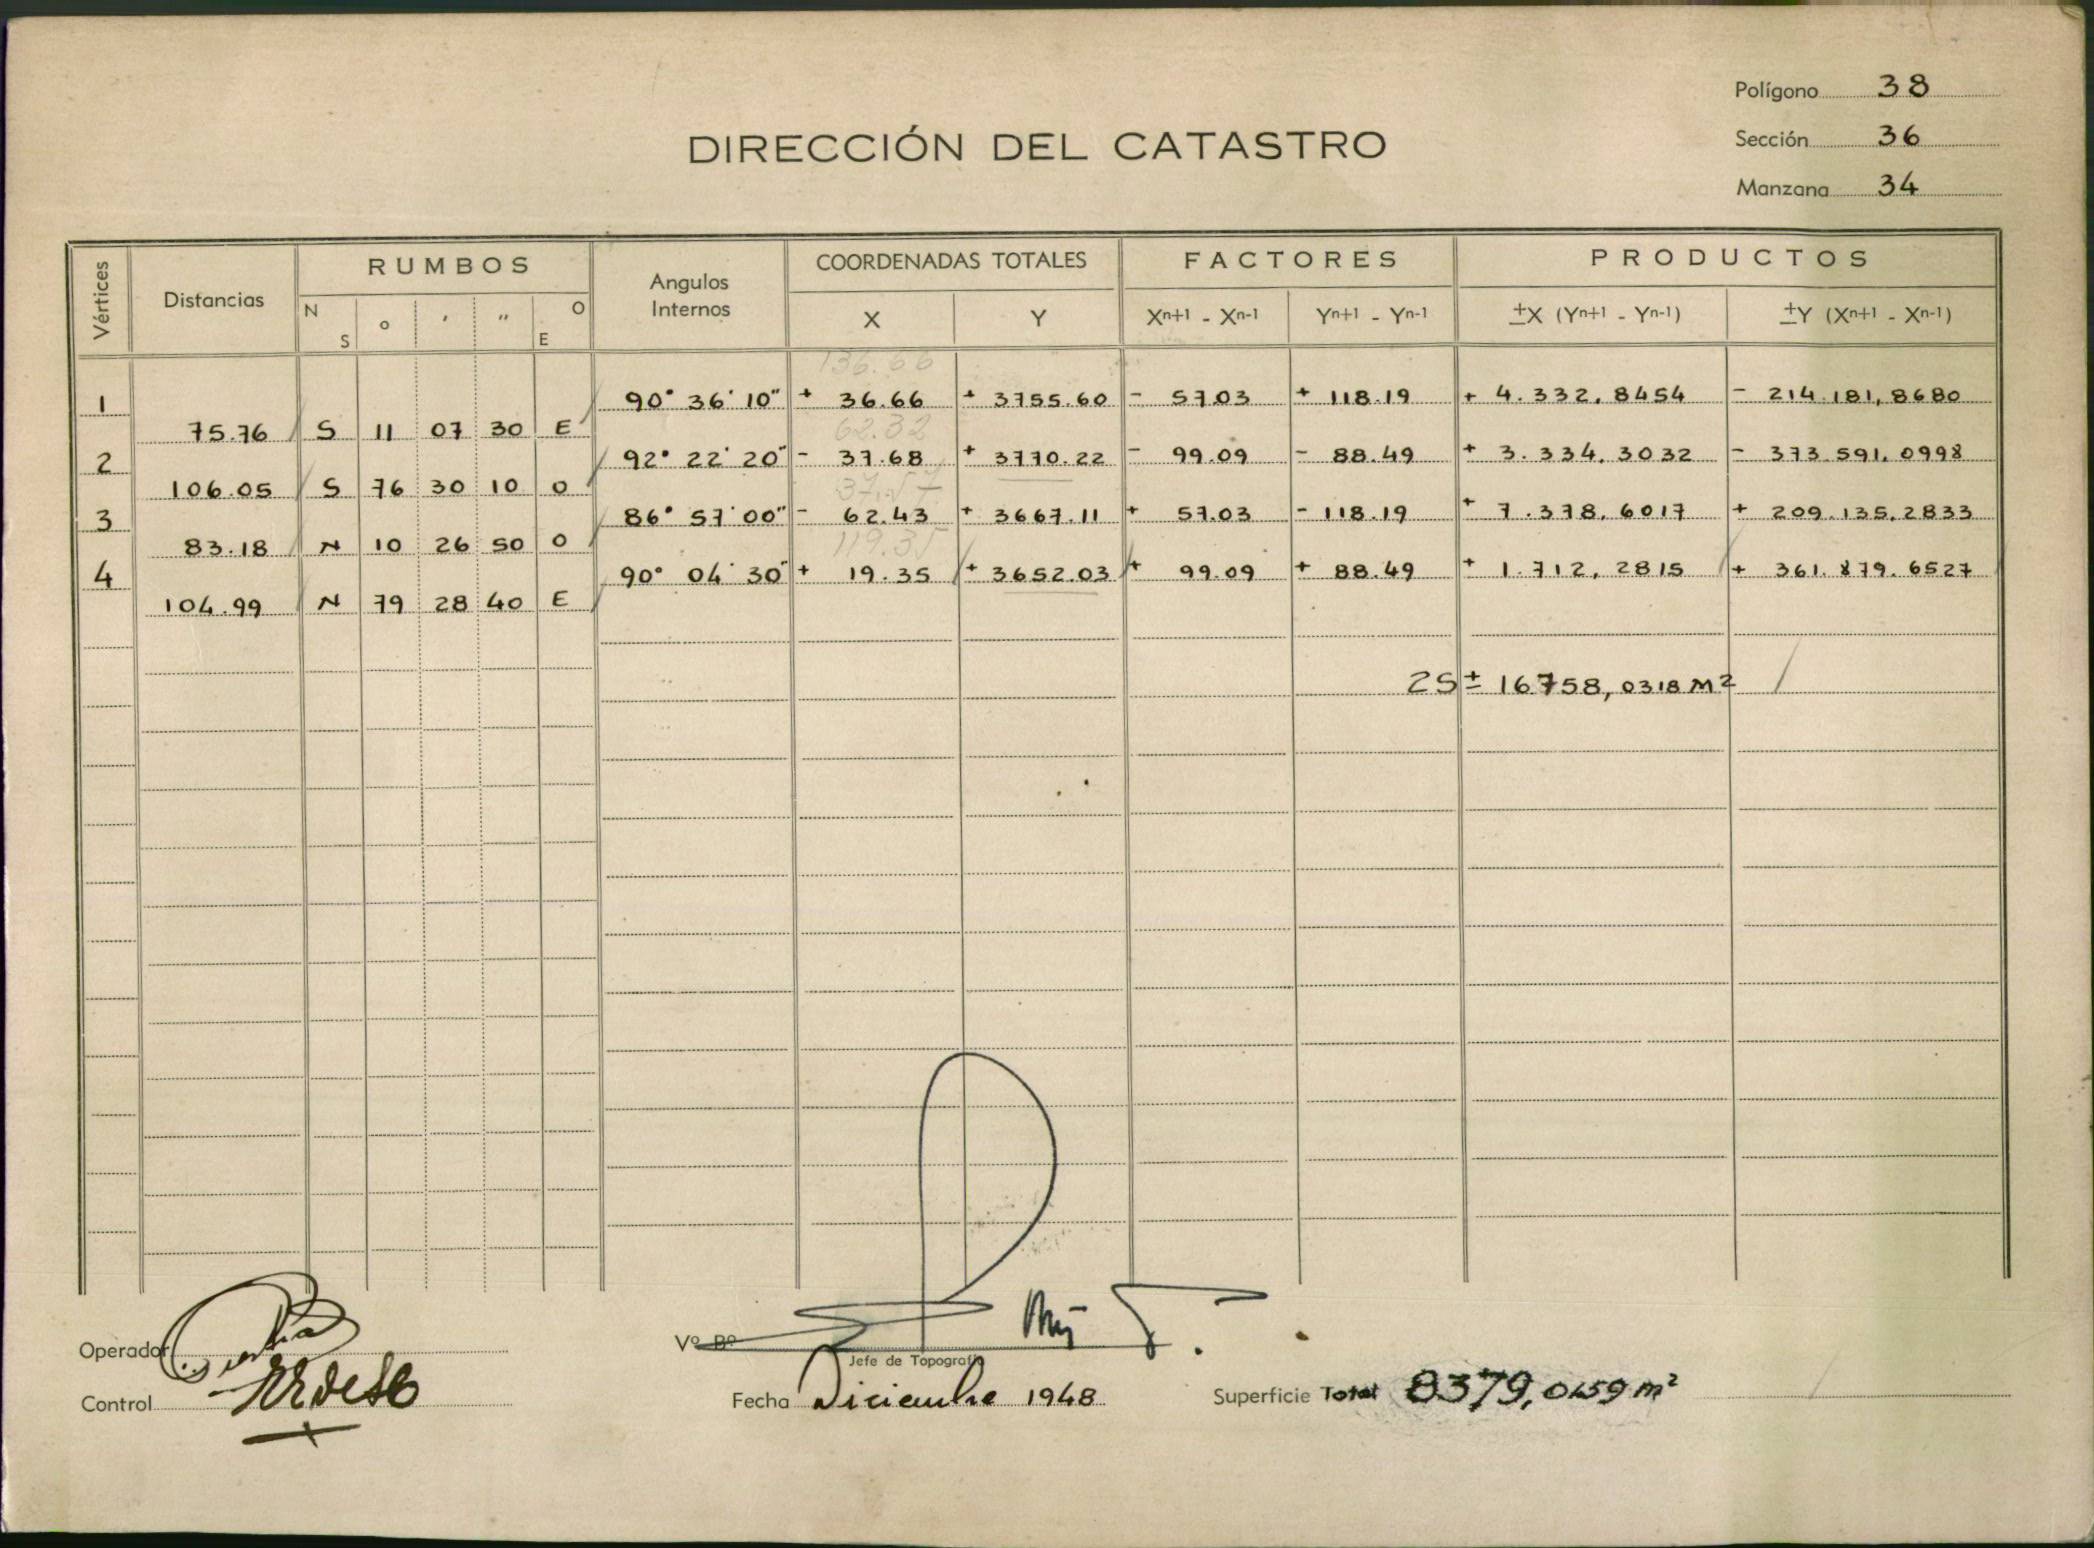 Polígono 38
DIRECCIÓN DEL CATASTRO
Sección 36
Manzana 34
Vértices Distancias RUMBOS Angulos Internos COORDENADAS TOTALES FACTORES PRODUCTOS
N S o ' " O E X Y Xn+1 - Xn-1 Yn+1 - Yn-1 ±X (Yn+1 - Yn-1) ±Y (Xn+1 - Xn-1)
136.66
1 90° 36' 10" + 36.66 + 3755.60 - 57.03 + 118.19 + 4.332,8454 - 214.181,8680
75.76 S 11 07 30 E 62.32
2 92° 22' 20" - 37.68 + 3770.22 - 99.09 - 88.49 + 3.334.3032 - 373.591.0998
106.05 S 76 30 10 O 37.57
3 86° 57' 00" - 62.43 + 3667.11 + 57.03 - 118.19 + 7.378,6017 + 209.135.2833
83.18 N 10 26 50 O 119.35
4 90° 04' 30" + 19.35 + 3652.03 + 99.09 + 88.49 + 1.712,2815 + 361.879.6527
104.99 N 79 28 40 E
2S ± 16758,0318 M²
Operador
Vº Bº
Jefe de Topografía
Control
Fecha Diciembre 1948
Superficie Total 8379,0159 m²